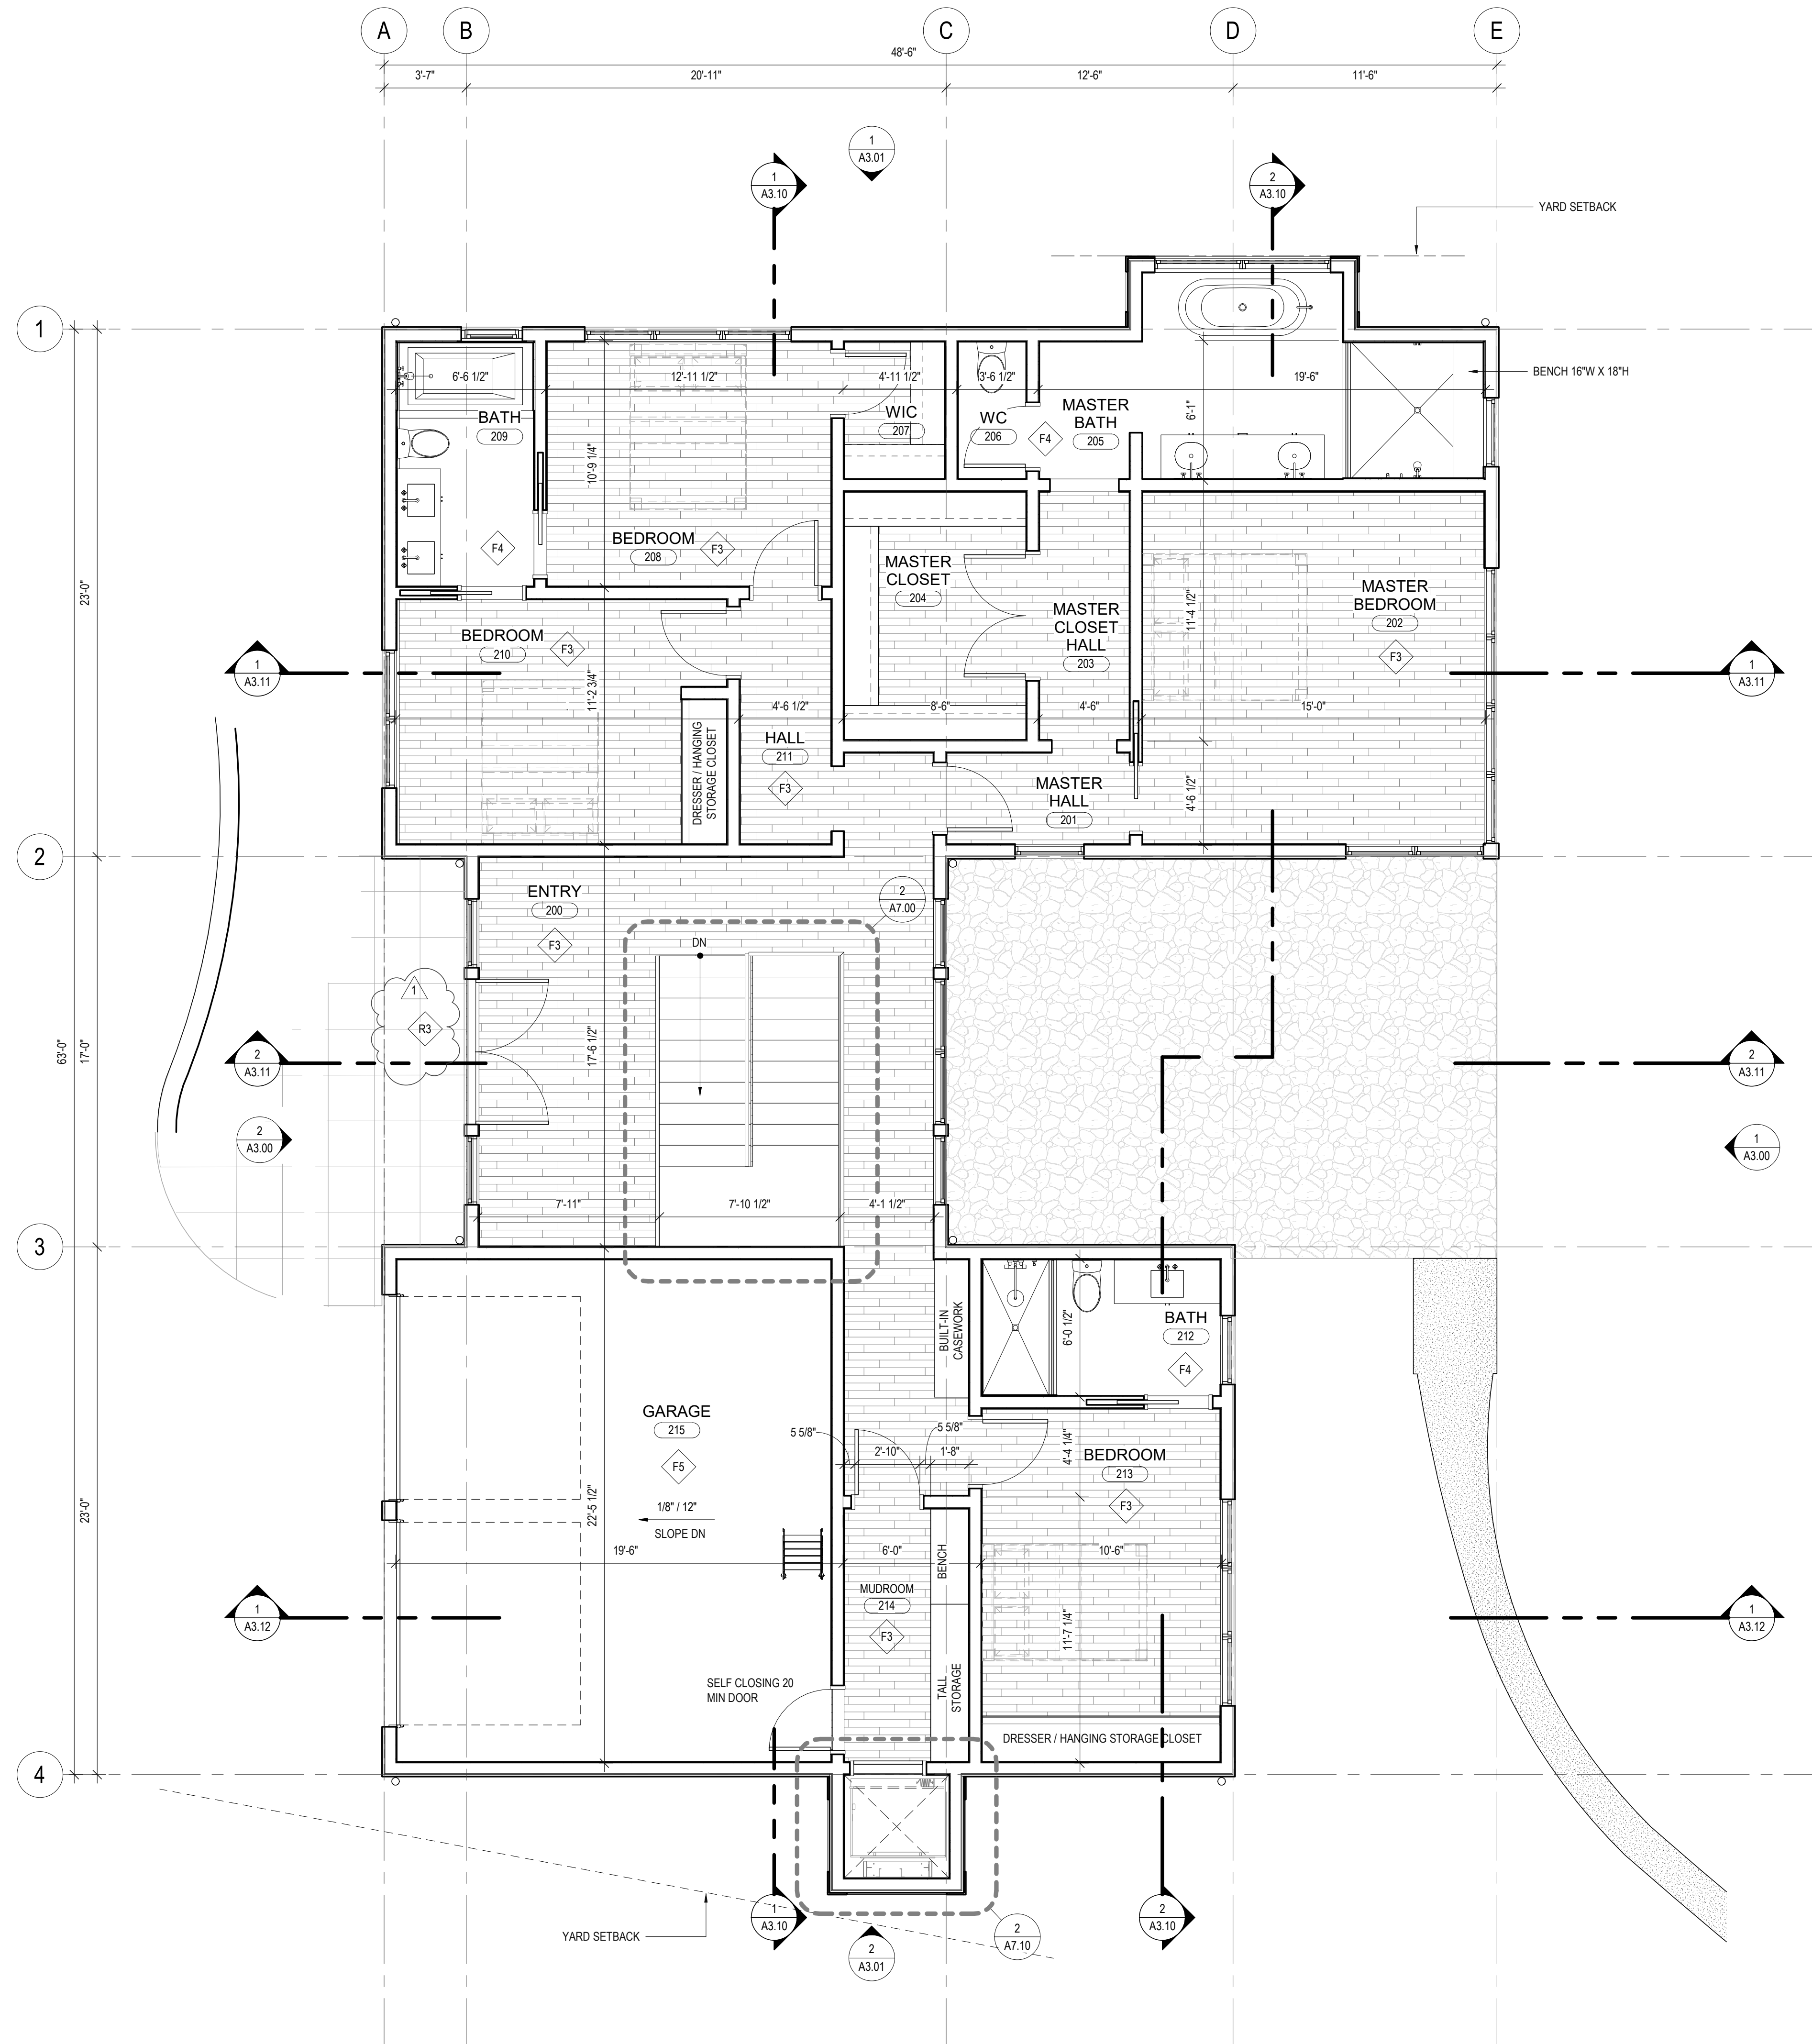 A
B
C
D
E
48'-6"
3'-7"
20'-11"
12'-6"
11'-6"
1
A3.01
1
A3.10
2
A3.10
YARD SETBACK
1
BENCH 16"W X 18"H
6'-6 1/2"
12'-11 1/2"
4'-11 1/2"
3'-6 1/2"
19'-6"
6'-1"
BATH
209
WIC
207
WC
206
F4
MASTER
BATH
205
10'-9 1/4"
F4
BEDROOM
208
F3
MASTER
CLOSET
204
MASTER
CLOSET
HALL
203
11'-4 1/2"
MASTER
BEDROOM
202
F3
23'-0"
BEDROOM
210
F3
1
A3.11
1
A3.11
11'-2 3/4"
4'-6 1/2"
8'-6"
4'-6"
15'-0"
DRESSER / HANGING
STORAGE CLOSET
HALL
211
F3
MASTER
HALL
201
4'-6 1/2"
2
ENTRY
200
F3
2
A7.00
DN
1
R3
63'-0"
17'-0"
17'-6 1/2"
2
A3.11
2
A3.11
2
A3.00
1
A3.00
7'-11"
7'-10 1/2"
4'-1 1/2"
3
BUILT-IN
CASEWORK
6'-0 1/2"
BATH
212
F4
GARAGE
215
F5
5 5/8"
5 5/8"
2'-10"
1'-8"
4'-4 1/4"
BEDROOM
213
F3
23'-0"
22'-5 1/2"
1/8" / 12"
SLOPE DN
19'-6"
6'-0"
BENCH
10'-6"
MUDROOM
214
F3
11'-7 1/4"
1
A3.12
1
A3.12
SELF CLOSING 20
MIN DOOR
TALL
STORAGE
DRESSER / HANGING STORAGE CLOSET
4
1
A3.10
2
A3.10
YARD SETBACK
2
A3.01
2
A7.10